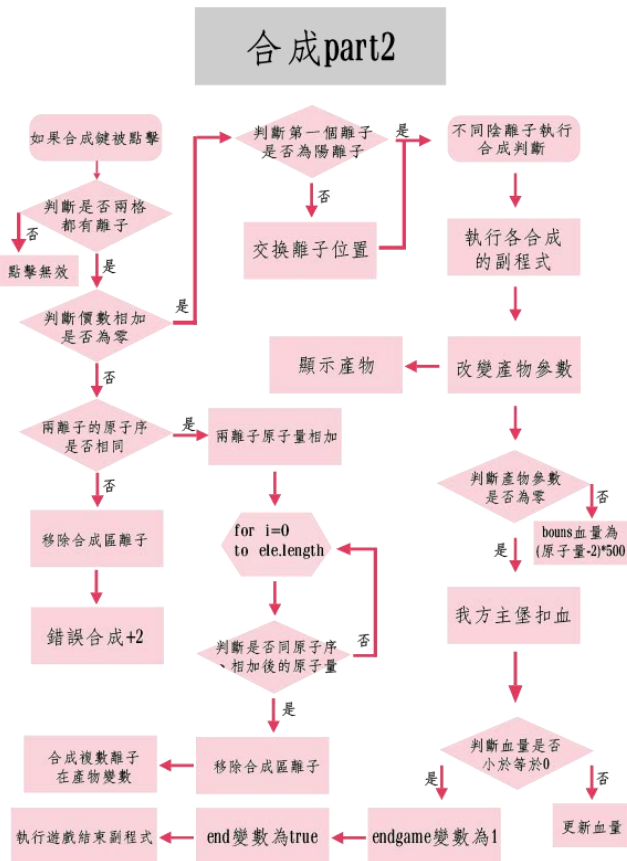 合成part2
如果合成鍵被點擊
判斷是否兩格
都有離子
否
點擊無效
是
判斷價數相加
是否為零
是
否
兩離子的原子序
是否相同
是
否
移除合成區離子
錯誤合成+2
判斷第一個離子
是否為陽離子
是
否
交換離子位置
不同陰離子執行
合成判斷
執行各合成
的副程式
改變產物參數
顯示產物
判斷產物參數
是否為零
否
bouns血量為
(原子量-2)*500
是
我方主堡扣血
判斷血量是否
小於等於0
否
更新血量
是
endgame變數為1
end變數為true
執行遊戲結束副程式
兩離子原子量相加
for i=0
to ele.length
判斷是否同原子序
、相加後的原子量
否
是
移除合成區離子
合成複數離子
在產物變數